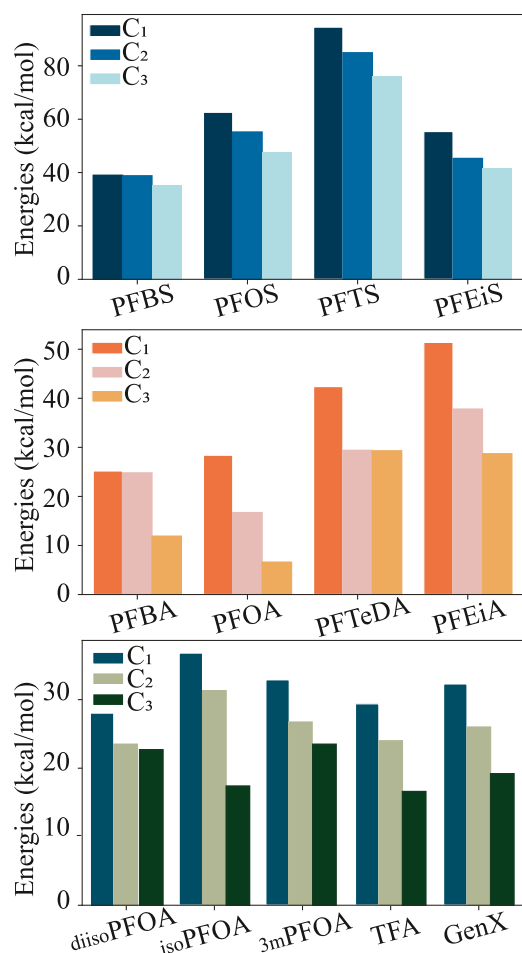 Energies (kcal/mol)
80
60
40
20
0
C₁
C₂
C₃
PFBS PFOS PFTS PFEiS
Energies (kcal/mol)
50
40
30
20
10
0
C₁
C₂
C₃
PFBA PFOA PFTeDA PFEiA
Energies (kcal/mol)
30
20
10
0
C₁
C₂
C₃
diisoPFOA isoPFOA 3mPFOA TFA GenX